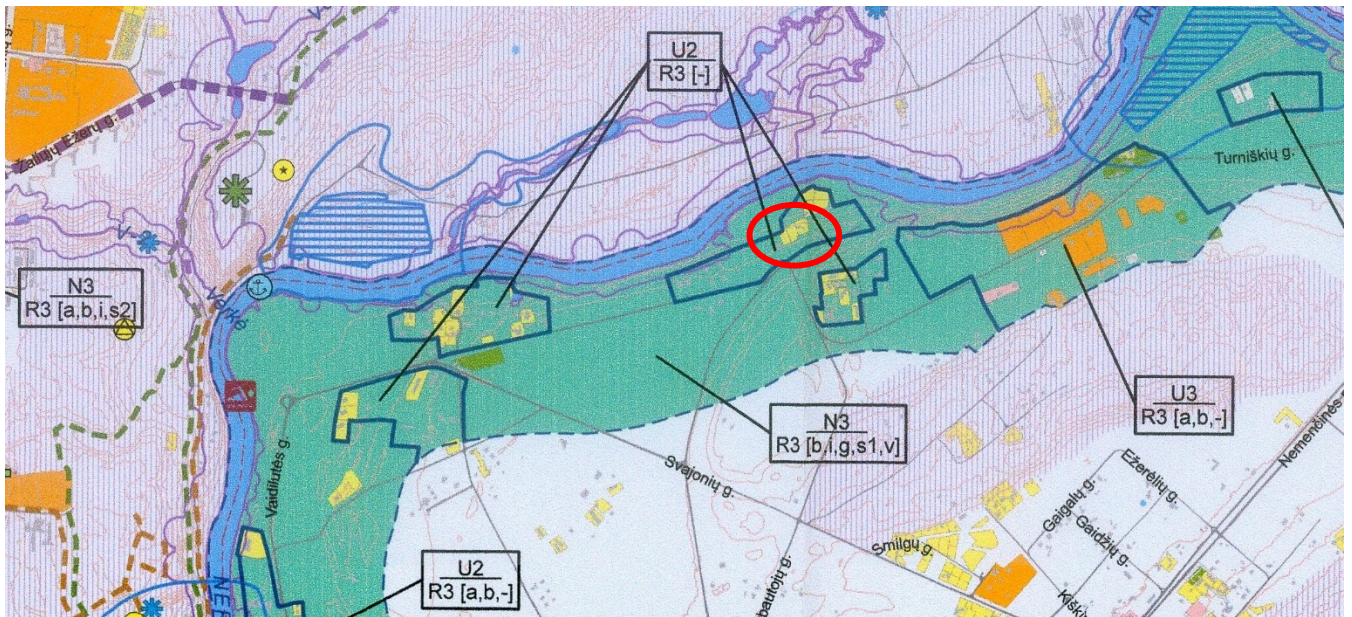 U2
R3 [-]
Žaliųjų Ežerų g.
Turniškių g.
N3
R3 [a,b,i,s2]
Verkė
U3
R3 [a,b,-]
N3
R3 [b,i,g,s1,v]
Vaidilutės g.
Svajonių g.
Nemenčinės
Ežerėlių g.
Gaigalų g.
Gaidžių g.
Smilgų g.
U2
R3 [a,b,-]